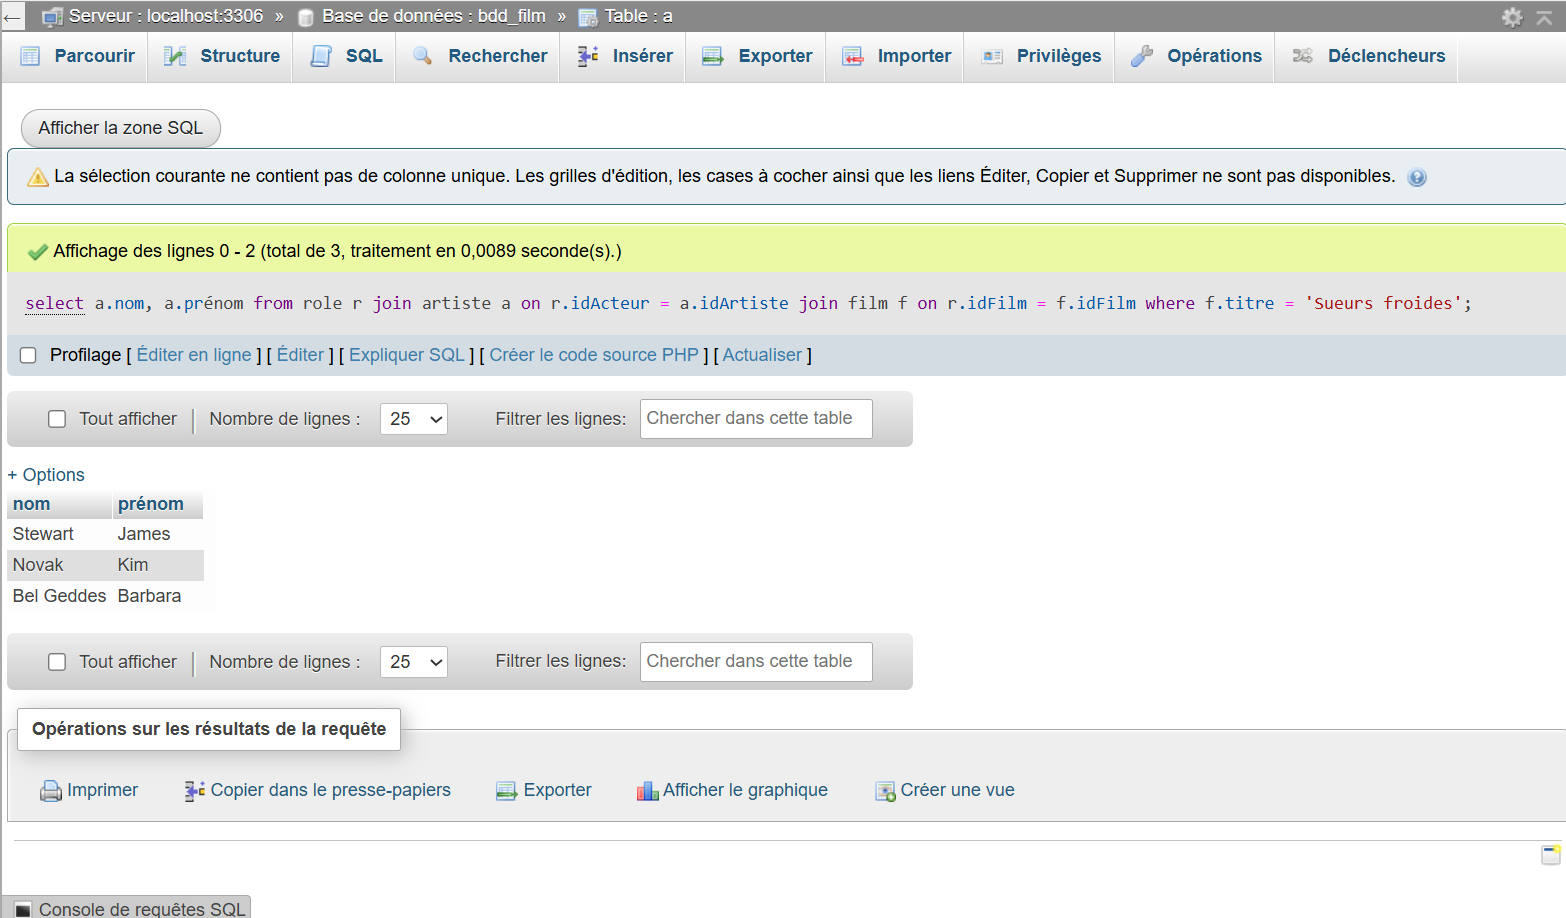 Serveur : localhost:3306 » Base de données : bdd_film » Table : a
Parcourir Structure SQL Rechercher Insérer Exporter Importer Privilèges Opérations Déclencheurs
Afficher la zone SQL
La sélection courante ne contient pas de colonne unique. Les grilles d'édition, les cases à cocher ainsi que les liens Éditer, Copier et Supprimer ne sont pas disponibles.
Affichage des lignes 0 - 2 (total de 3, traitement en 0,0089 seconde(s).)
select a.nom, a.prénom from role r join artiste a on r.idActeur = a.idArtiste join film f on r.idFilm = f.idFilm where f.titre = 'Sueurs froides';
Profilage [ Éditer en ligne ] [ Éditer ] [ Expliquer SQL ] [ Créer le code source PHP ] [ Actualiser ]
Tout afficher Nombre de lignes : 25 Filtrer les lignes: Chercher dans cette table
+ Options
nom prénom
Stewart James
Novak Kim
Bel Geddes Barbara
Tout afficher Nombre de lignes : 25 Filtrer les lignes: Chercher dans cette table
Opérations sur les résultats de la requête
Imprimer Copier dans le presse-papiers Exporter Afficher le graphique Créer une vue
Console de requêtes SQL